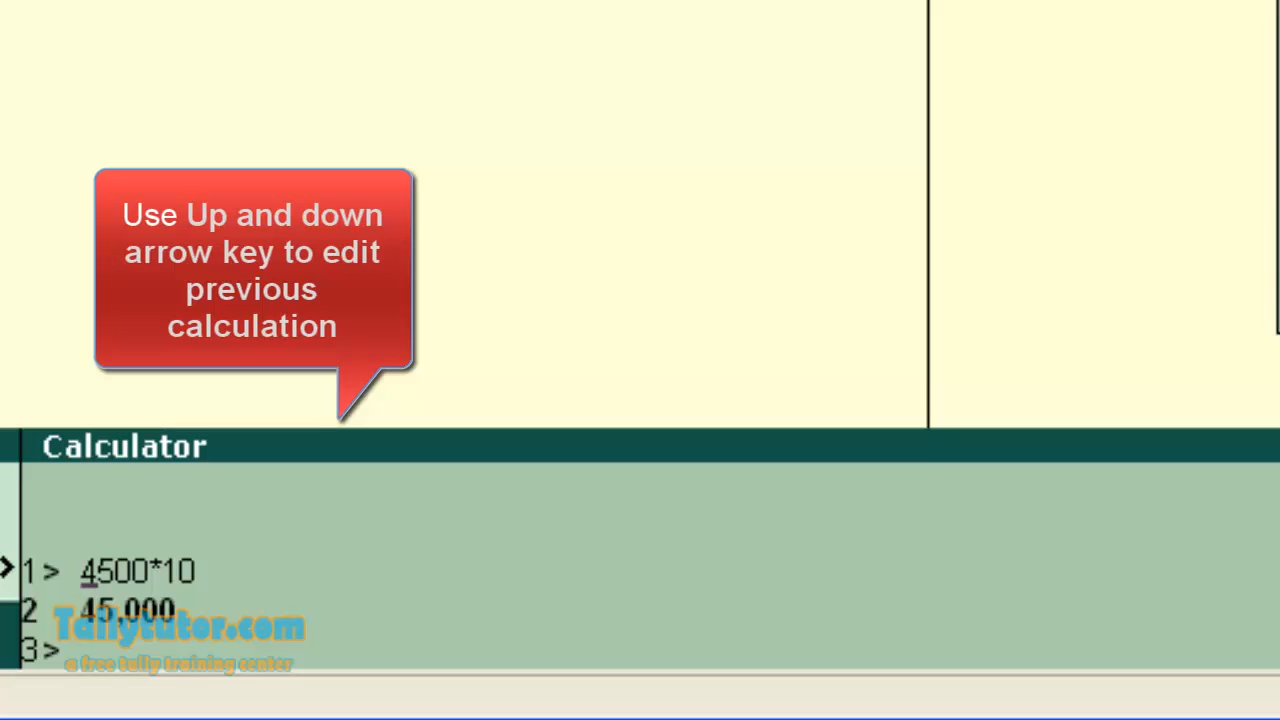 Use Up and down
arrow key to edit
previous
calculation
Calculator
1> 4500*10
2 45,000
Tallytutor.com
3>
a free tally training center